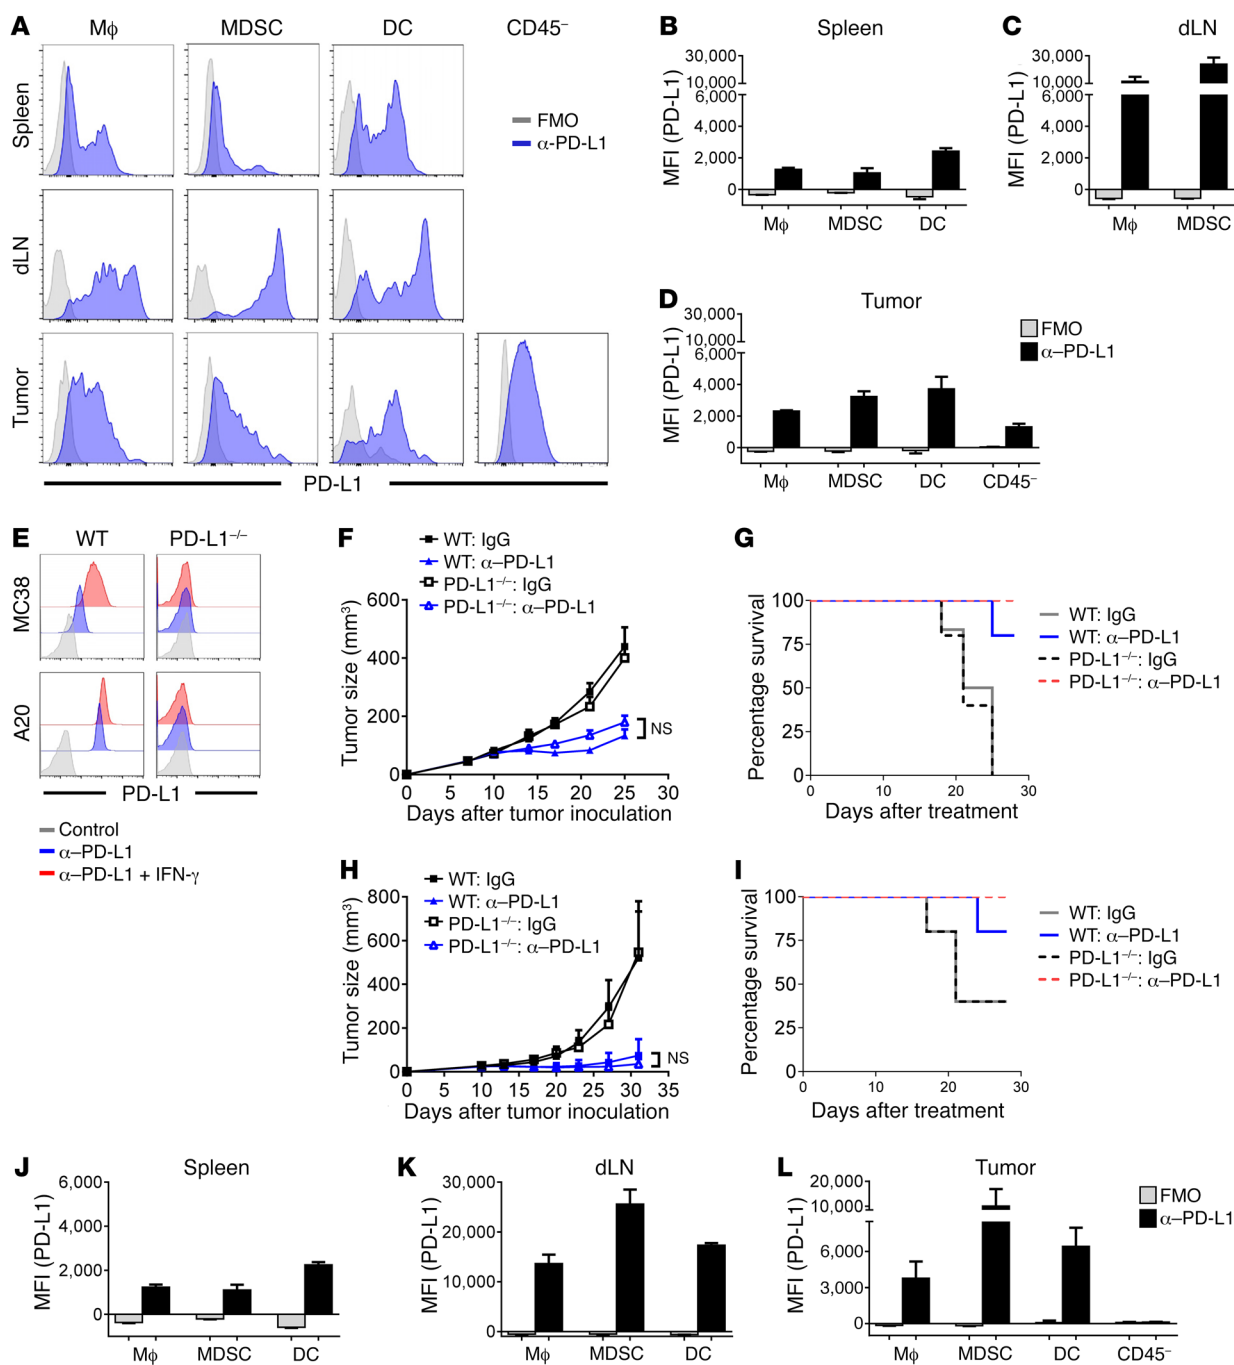 A
Mφ
MDSC
DC
CD45⁻
Spleen
dLN
Tumor
FMO
α-PD-L1
PD-L1
B
Spleen
MFI (PD-L1)
30,000
10,000
6,000
4,000
2,000
0
Mφ MDSC DC
C
dLN
MFI (PD-L1)
30,000
10,000
6,000
4,000
2,000
0
Mφ MDSC
D
Tumor
MFI (PD-L1)
30,000
10,000
6,000
4,000
2,000
0
Mφ MDSC DC CD45⁻
FMO
α–PD-L1
E
WT PD-L1⁻/⁻
MC38
A20
PD-L1
Control
α–PD-L1
α–PD-L1 + IFN-γ
F
WT: IgG
WT: α–PD-L1
PD-L1⁻/⁻: IgG
PD-L1⁻/⁻: α–PD-L1
Tumor size (mm³)
600
400
200
0
NS
0 5 10 15 20 25 30
Days after tumor inoculation
G
Percentage survival
100
75
50
25
0
0 10 20 30
Days after treatment
WT: IgG
WT: α–PD-L1
PD-L1⁻/⁻: IgG
PD-L1⁻/⁻: α–PD-L1
H
WT: IgG
WT: α–PD-L1
PD-L1⁻/⁻: IgG
PD-L1⁻/⁻: α–PD-L1
Tumor size (mm³)
800
600
400
200
0
NS
0 5 10 15 20 25 30 35
Days after tumor inoculation
I
Percentage survival
100
75
50
25
0
0 10 20 30
Days after treatment
WT: IgG
WT: α–PD-L1
PD-L1⁻/⁻: IgG
PD-L1⁻/⁻: α–PD-L1
J
Spleen
MFI (PD-L1)
6,000
4,000
2,000
0
Mφ MDSC DC
K
dLN
MFI (PD-L1)
30,000
20,000
10,000
0
Mφ MDSC DC
L
Tumor
MFI (PD-L1)
20,000
10,000
6,000
3,000
0
Mφ MDSC DC CD45⁻
FMO
α–PD-L1